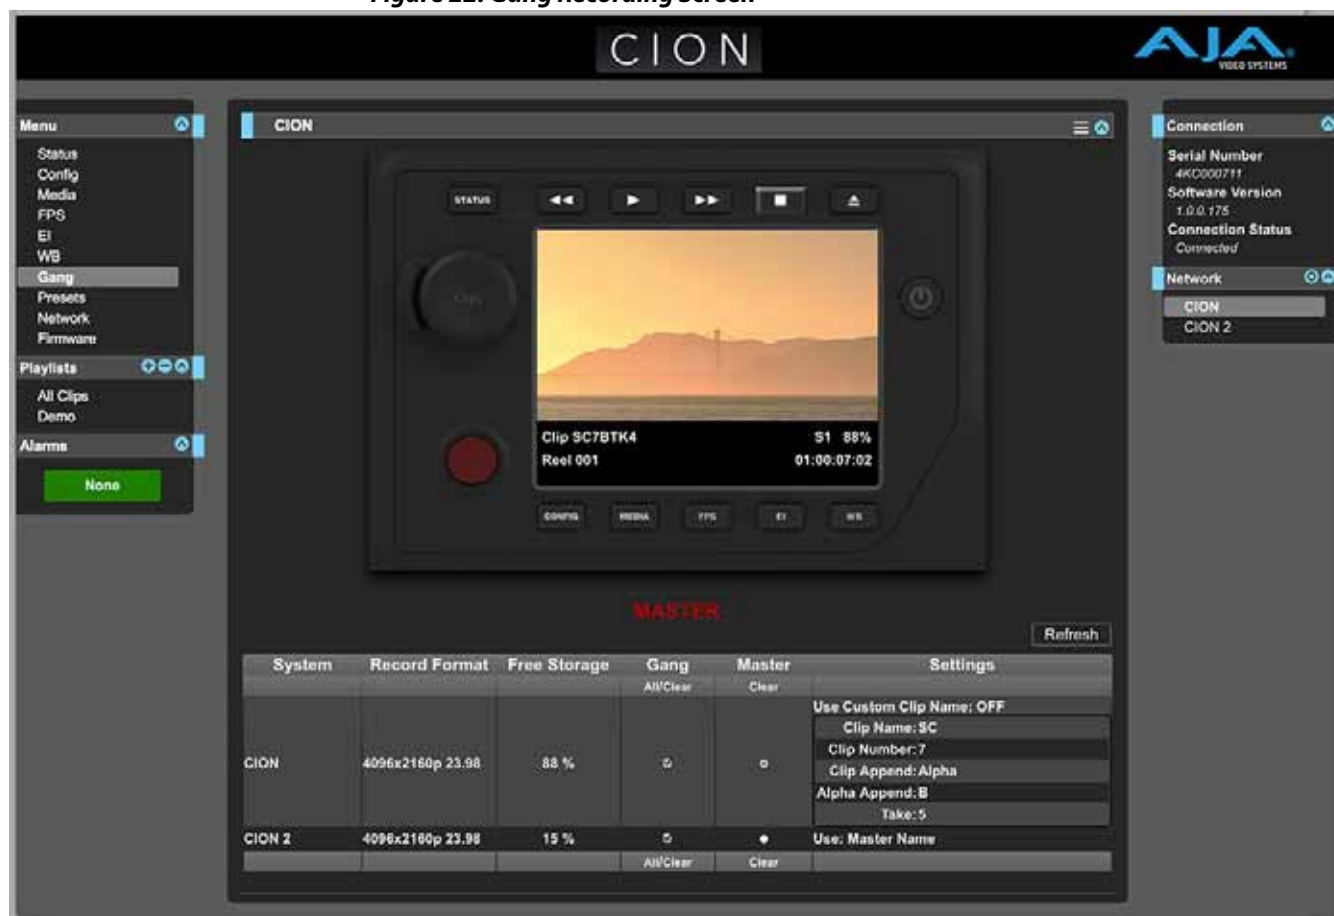 Figure 22. Gang Recording Screen
CION
AJA
VIDEO SYSTEMS
Menu
Status
Config
Media
FPS
EI
WB
Gang
Presets
Network
Firmware
Playlists
All Clips
Demo
Alarms
None
CION
STATUS
Clip SC7BTK4 S1 88%
Reel 001 01:00:07:02
CONFIG MEDIA FPS EI WB
MASTER
Refresh
System Record Format Free Storage Gang Master Settings
All/Clear Clear
CION 4096x2160p 23.98 88 %
Use Custom Clip Name: OFF
Clip Name: SC
Clip Number: 7
Clip Append: Alpha
Alpha Append: B
Take: 5
CION 2 4096x2160p 23.98 15 % Use: Master Name
All/Clear Clear
Connection
Serial Number
4KC000711
Software Version
1.0.0.175
Connection Status
Connected
Network
CION
CION 2